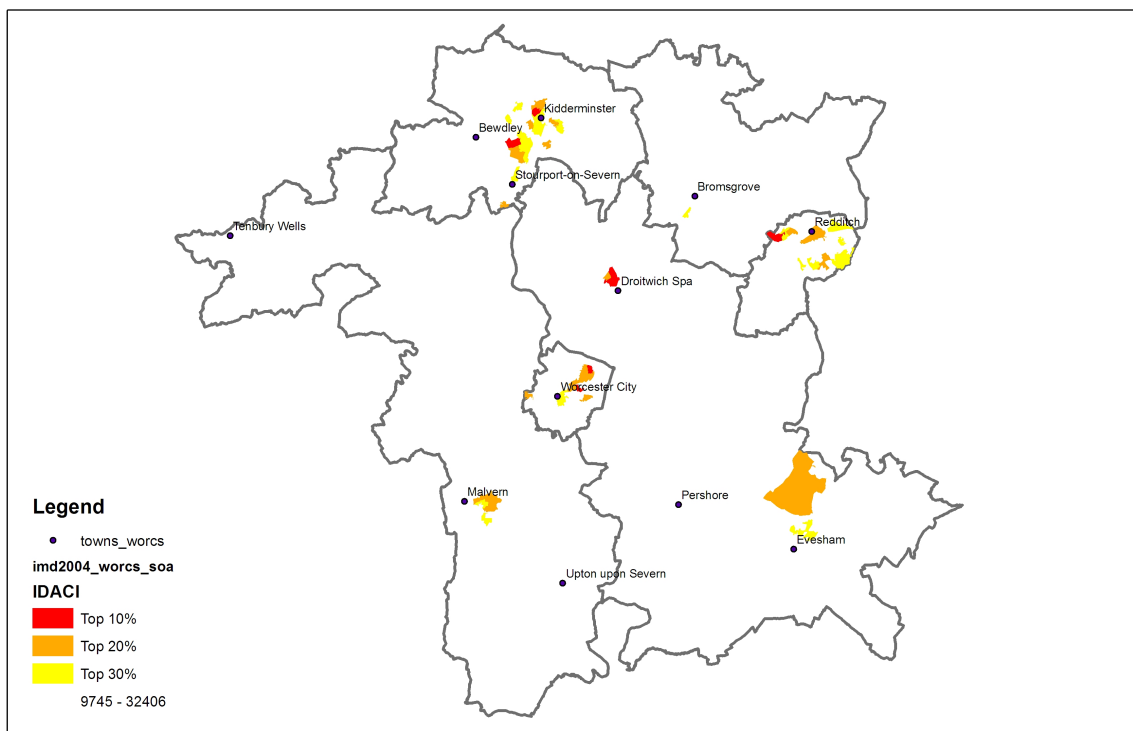 Kidderminster
Bewdley
Stourport-on-Severn
Bromsgrove
Tenbury Wells
Redditch
Droitwich Spa
Worcester City
Malvern
Pershore
Evesham
Upton upon Severn
Legend
towns_worcs
imd2004_worcs_soa
IDACI
Top 10%
Top 20%
Top 30%
9745 - 32406